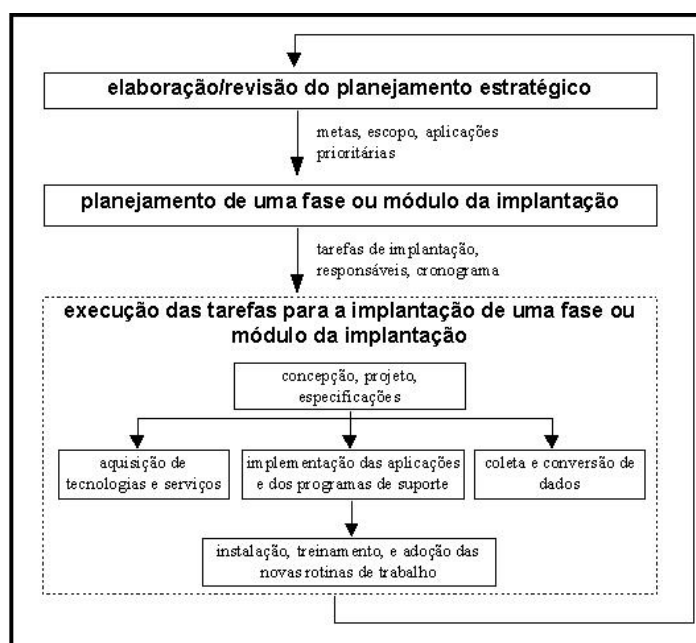 elaboração/revisão do planejamento estratégico
metas, escopo, aplicações
prioritárias
planejamento de uma fase ou módulo da implantação
tarefas de implantação,
responsáveis, cronograma
execução das tarefas para a implantação de uma fase ou
módulo da implantação
concepção, projeto,
especificações
aquisição de
tecnologias e serviços
implementação das aplicações
e dos programas de suporte
coleta e conversão de
dados
instalação, treinamento, e adoção das
novas rotinas de trabalho